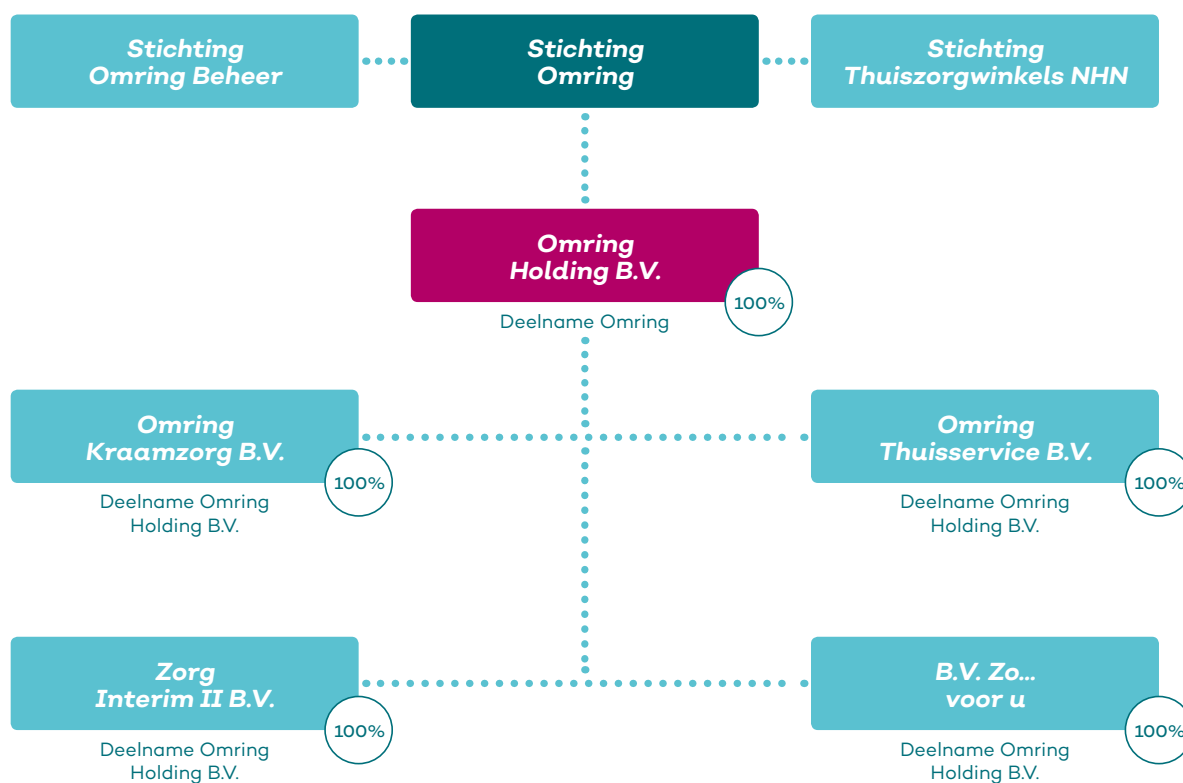 Stichting
Omring Beheer
Stichting
Omring
Stichting
Thuiszorgwinkels NHN
Omring
Holding B.V.
100%
Deelname Omring
Omring
Kraamzorg B.V.
100%
Deelname Omring
Holding B.V.
Omring
Thuisservice B.V.
100%
Deelname Omring
Holding B.V.
Zorg
Interim II B.V.
100%
Deelname Omring
Holding B.V.
B.V. Zo...
voor u
100%
Deelname Omring
Holding B.V.